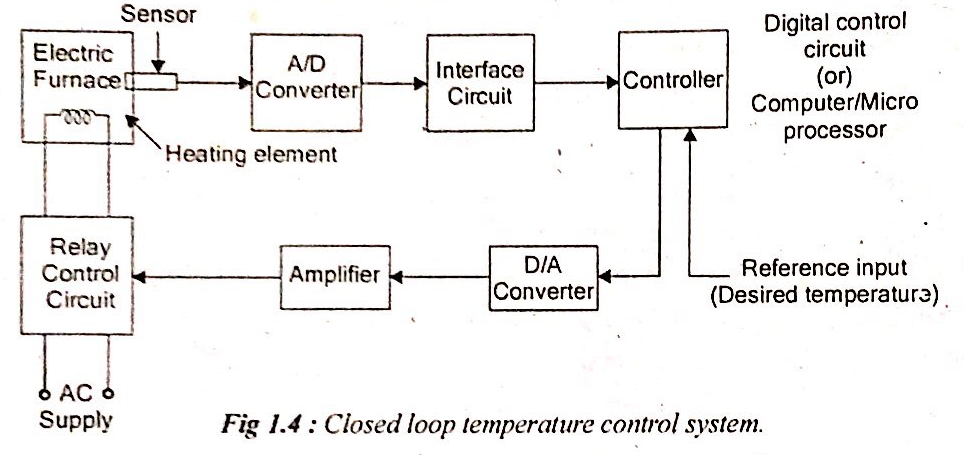 Sensor
Electric
Furnace
A/D
Converter
Interface
Circuit
Controller
Digital control
circuit
(or)
Computer/Micro
processor
Heating element
Relay
Control
Circuit
Amplifier
D/A
Converter
Reference input
(Desired temperature)
AC
Supply
Fig 1.4 : Closed loop temperature control system.